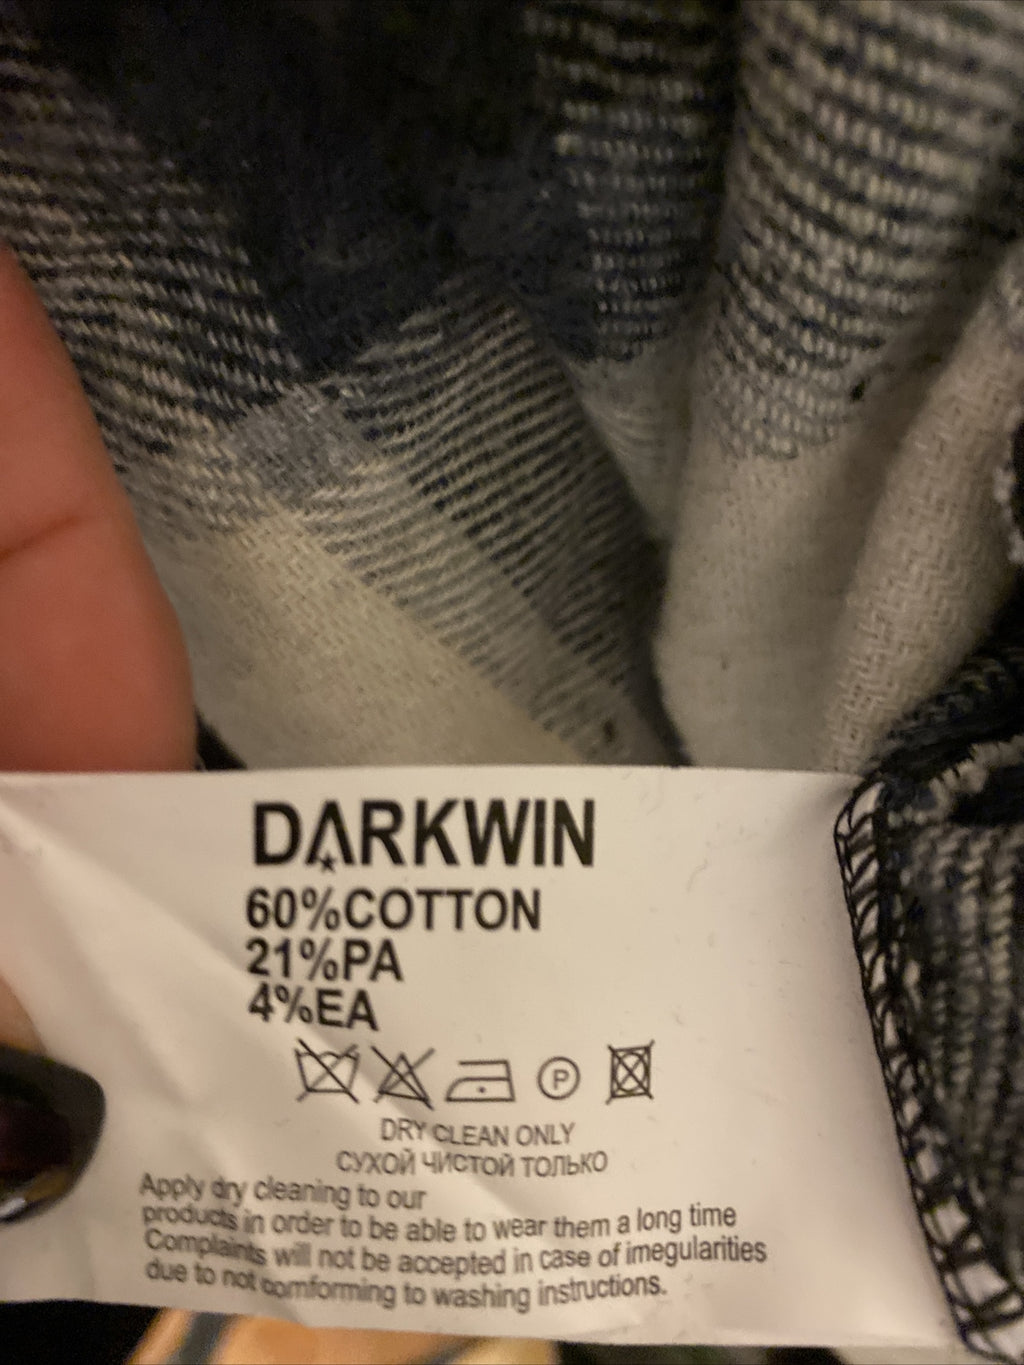 DARKWIN
60%COTTON
21%PA
4%EA
P
DRY CLEAN ONLY
СУХОЙ ЧИСТОЙ ТОЛЬКО
Apply dry cleaning to our
products in order to be able to wear them a long time
Complaints will not be accepted in case of imegularities
due to not comforming to washing instructions.